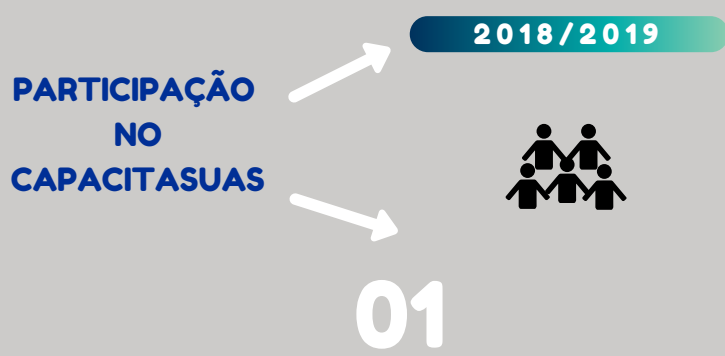 2018/2019
PARTICIPAÇÃO
NO
CAPACITASUAS
01